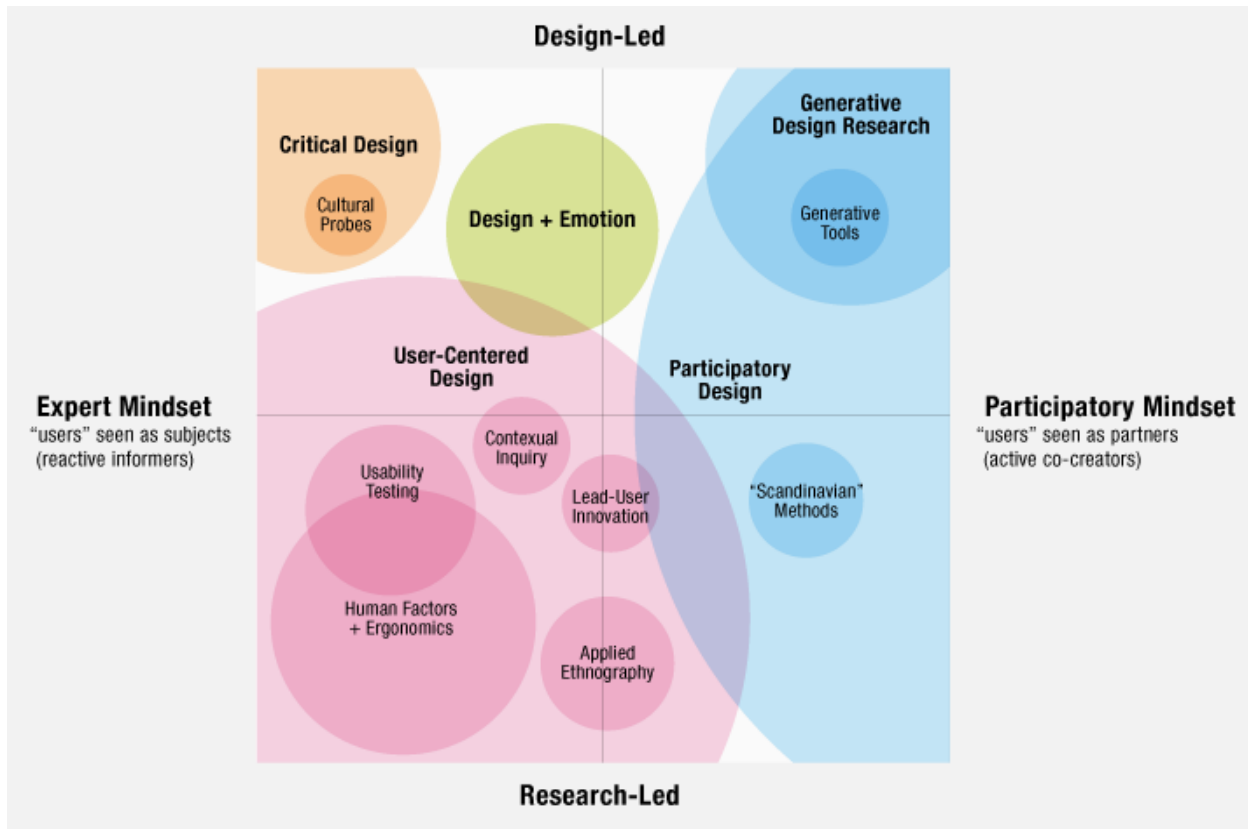 Design-Led
Generative
Design Research
Critical Design
Cultural
Probes
Design + Emotion
Generative
Tools
User-Centered
Design
Participatory
Design
Expert Mindset
“users” seen as subjects
(reactive informers)
Participatory Mindset
“users” seen as partners
(active co-creators)
Contexual
Inquiry
Usability
Testing
Lead-User
Innovation
“Scandinavian”
Methods
Human Factors
+ Ergonomics
Applied
Ethnography
Research-Led